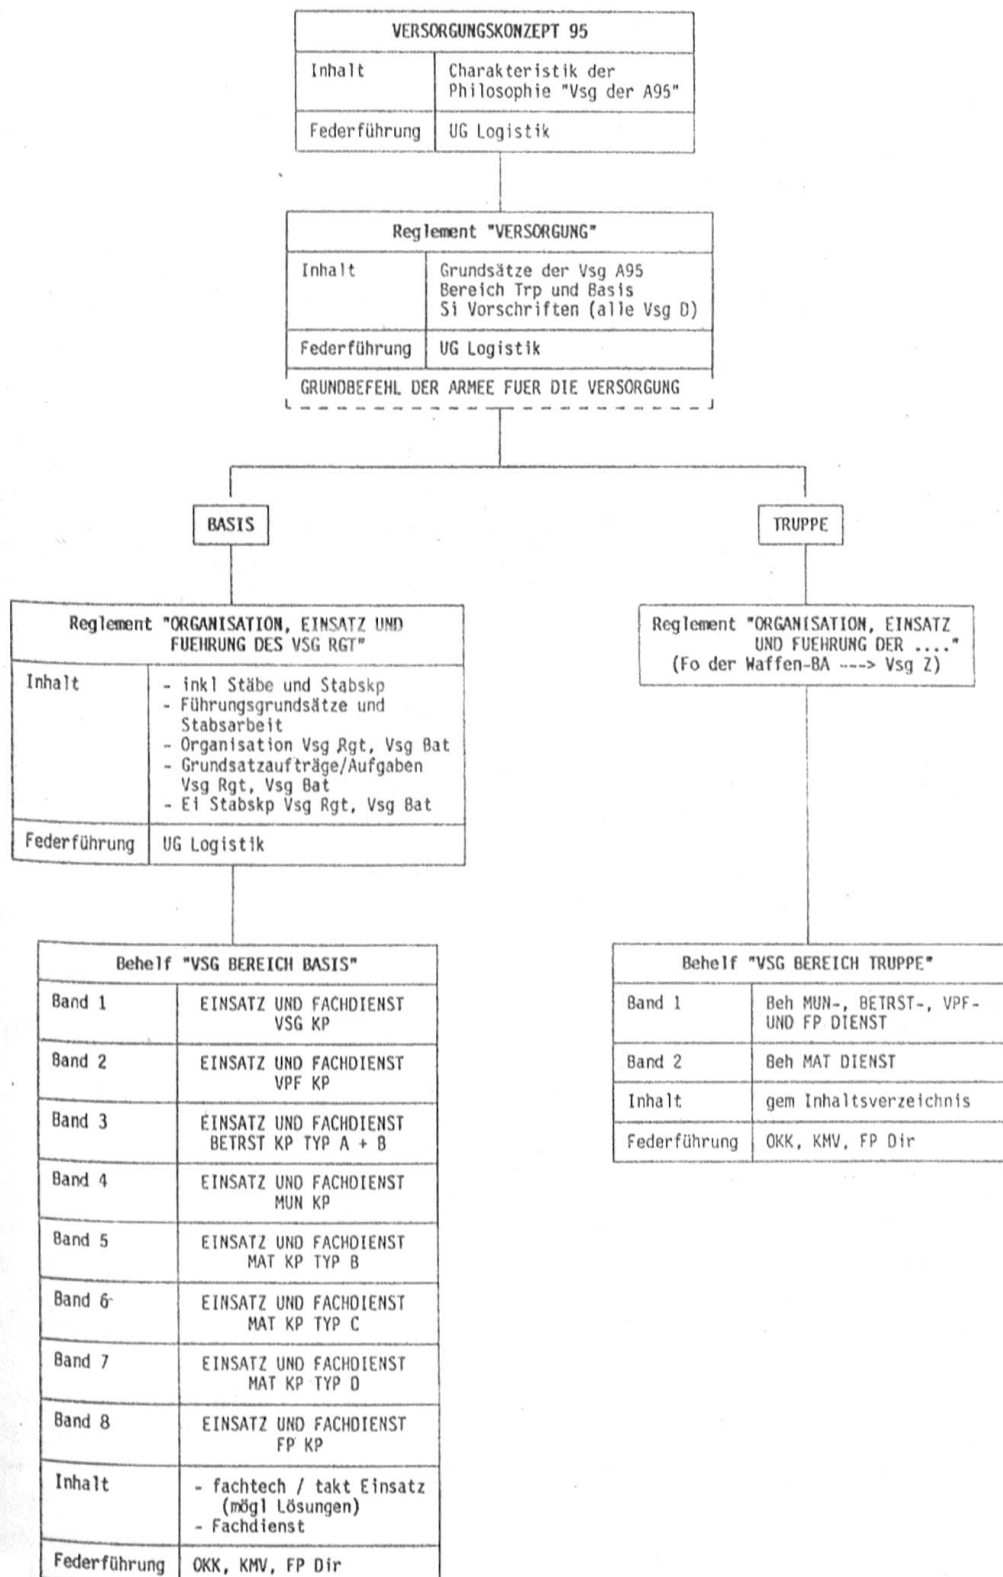 VERSORGUNGSKONZEPT 95
Inhalt
Charakteristik der
Philosophie "Vsg der A95"
Federführung
UG Logistik
Reglement "VERSORGUNG"
Inhalt
Grundsätze der Vsg A95
Bereich Trp und Basis
Si Vorschriften (alle Vsg D)
Federführung
UG Logistik
GRUNDBEFEHL DER ARMEE FUER DIE VERSORGUNG
BASIS
TRUPPE
Reglement "ORGANISATION, EINSATZ UND
FUEHRUNG DES VSG RGT"
Inhalt
- inkl Stäbe und Stabskp
- Führungsgrundsätze und
Stabsarbeit
- Organisation Vsg Rgt, Vsg Bat
- Grundsatzaufträge/Aufgaben
Vsg Rgt, Vsg Bat
- Ei Stabskp Vsg Rgt, Vsg Bat
Federführung
UG Logistik
Reglement "ORGANISATION, EINSATZ
UND FUEHRUNG DER ...."
(Fo der Waffen-BA ---> Vsg Z)
Behelf "VSG BEREICH BASIS"
Band 1
EINSATZ UND FACHDIENST
VSG KP
Band 2
EINSATZ UND FACHDIENST
VPF KP
Band 3
EINSATZ UND FACHDIENST
BETRST KP TYP A + B
Band 4
EINSATZ UND FACHDIENST
MUN KP
Band 5
EINSATZ UND FACHDIENST
MAT KP TYP B
Band 6
EINSATZ UND FACHDIENST
MAT KP TYP C
Band 7
EINSATZ UND FACHDIENST
MAT KP TYP D
Band 8
EINSATZ UND FACHDIENST
FP KP
Inhalt
- fachtech / takt Einsatz
(mögl Lösungen)
- Fachdienst
Federführung
OKK, KMV, FP Dir
Behelf "VSG BEREICH TRUPPE"
Band 1
Beh MUN-, BETRST-, VPF-
UND FP DIENST
Band 2
Beh MAT DIENST
Inhalt
gem Inhaltsverzeichnis
Federführung
OKK, KMV, FP Dir